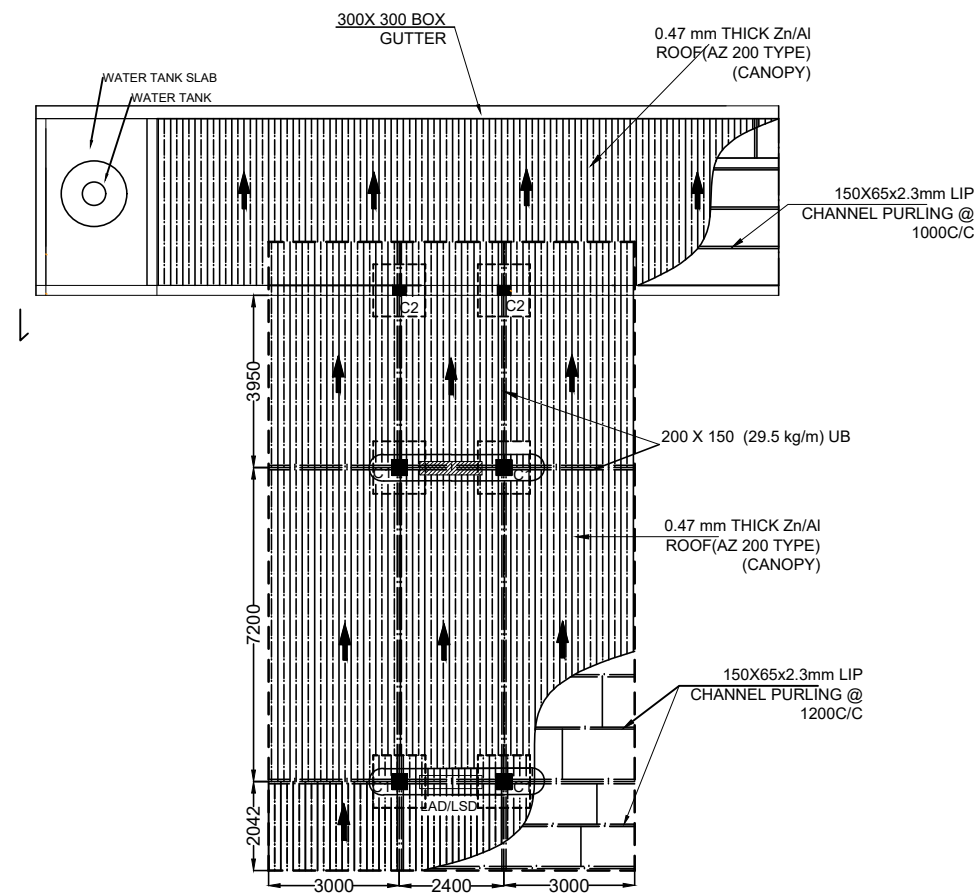 300X 300 BOX
GUTTER
0.47 mm THICK Zn/Al
ROOF(AZ 200 TYPE)
(CANOPY)
WATER TANK SLAB
WATER TANK
150X65x2.3mm LIP
CHANNEL PURLING @
1000C/C
C2
C2
3950
200 X 150 (29.5 kg/m) UB
C
C
0.47 mm THICK Zn/Al
ROOF(AZ 200 TYPE)
(CANOPY)
7200
150X65x2.3mm LIP
CHANNEL PURLING @
1200C/C
C
C
LAD/LSD
2042
3000
2400
3000